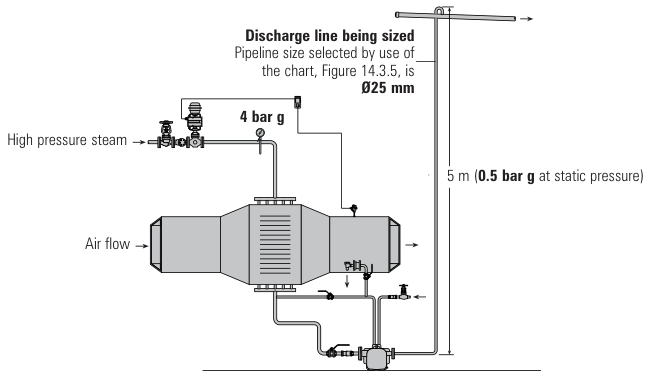 Discharge line being sized
Pipeline size selected by use of
the chart, Figure 14.3.5, is
Ø25 mm
4 bar g
High pressure steam
5 m (0.5 bar g at static pressure)
Air flow